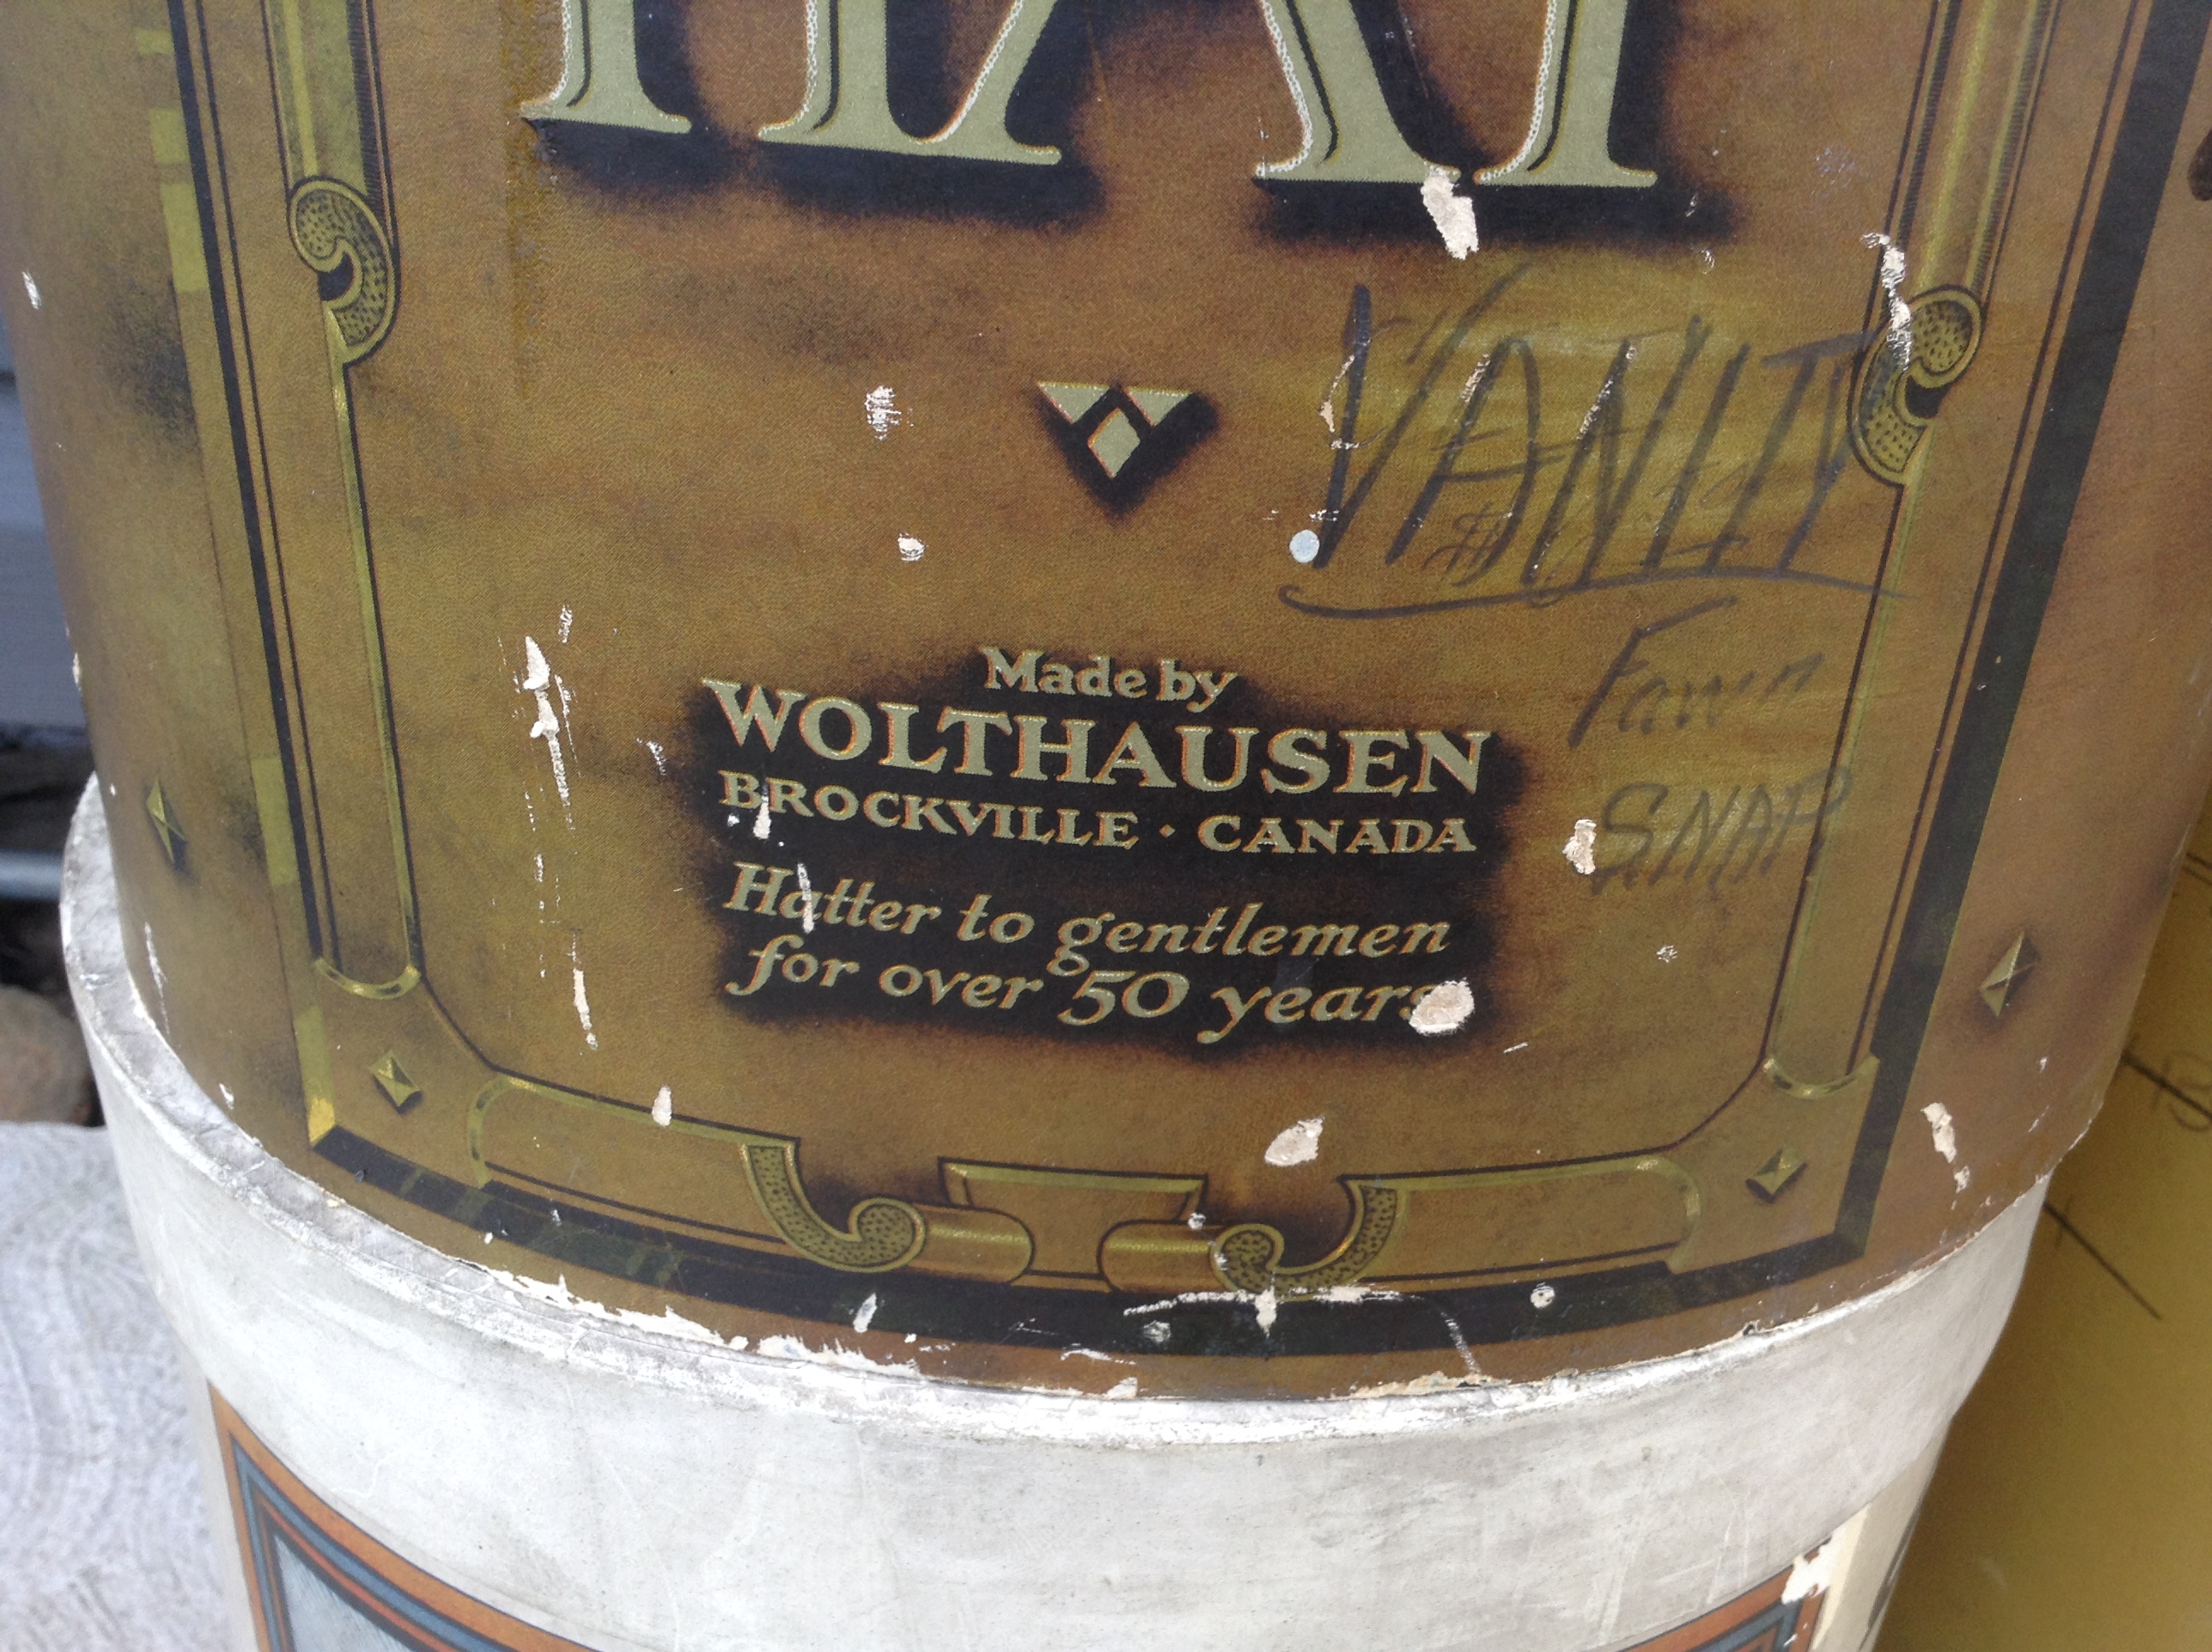 VANITY
Fawn
SNAP
Made by
WOLTHAUSEN
BROCKVILLE · CANADA
Hatter to gentlemen
for over 50 years